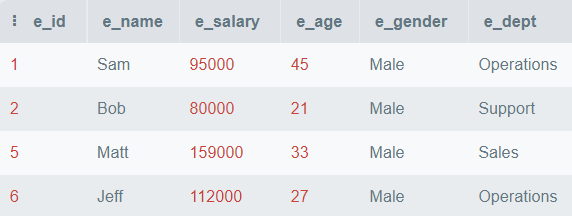 e_id e_name e_salary e_age e_gender e_dept
1 Sam 95000 45 Male Operations
2 Bob 80000 21 Male Support
5 Matt 159000 33 Male Sales
6 Jeff 112000 27 Male Operations